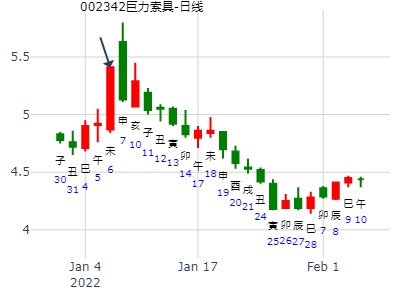 002342巨力索具-日线
5.5
5
4.5
4
子 30
丑 31
巳 4
午 5
未 6
申 7
亥 10
子 11
丑 12
寅 13
卯 14
午 17
未 18
申 19
酉 20
戌 21
丑 24
寅 25
卯 26
辰 27
巳 28
卯 7
辰 8
巳 9
午 10
Jan 4
2022
Jan 17
Feb 1